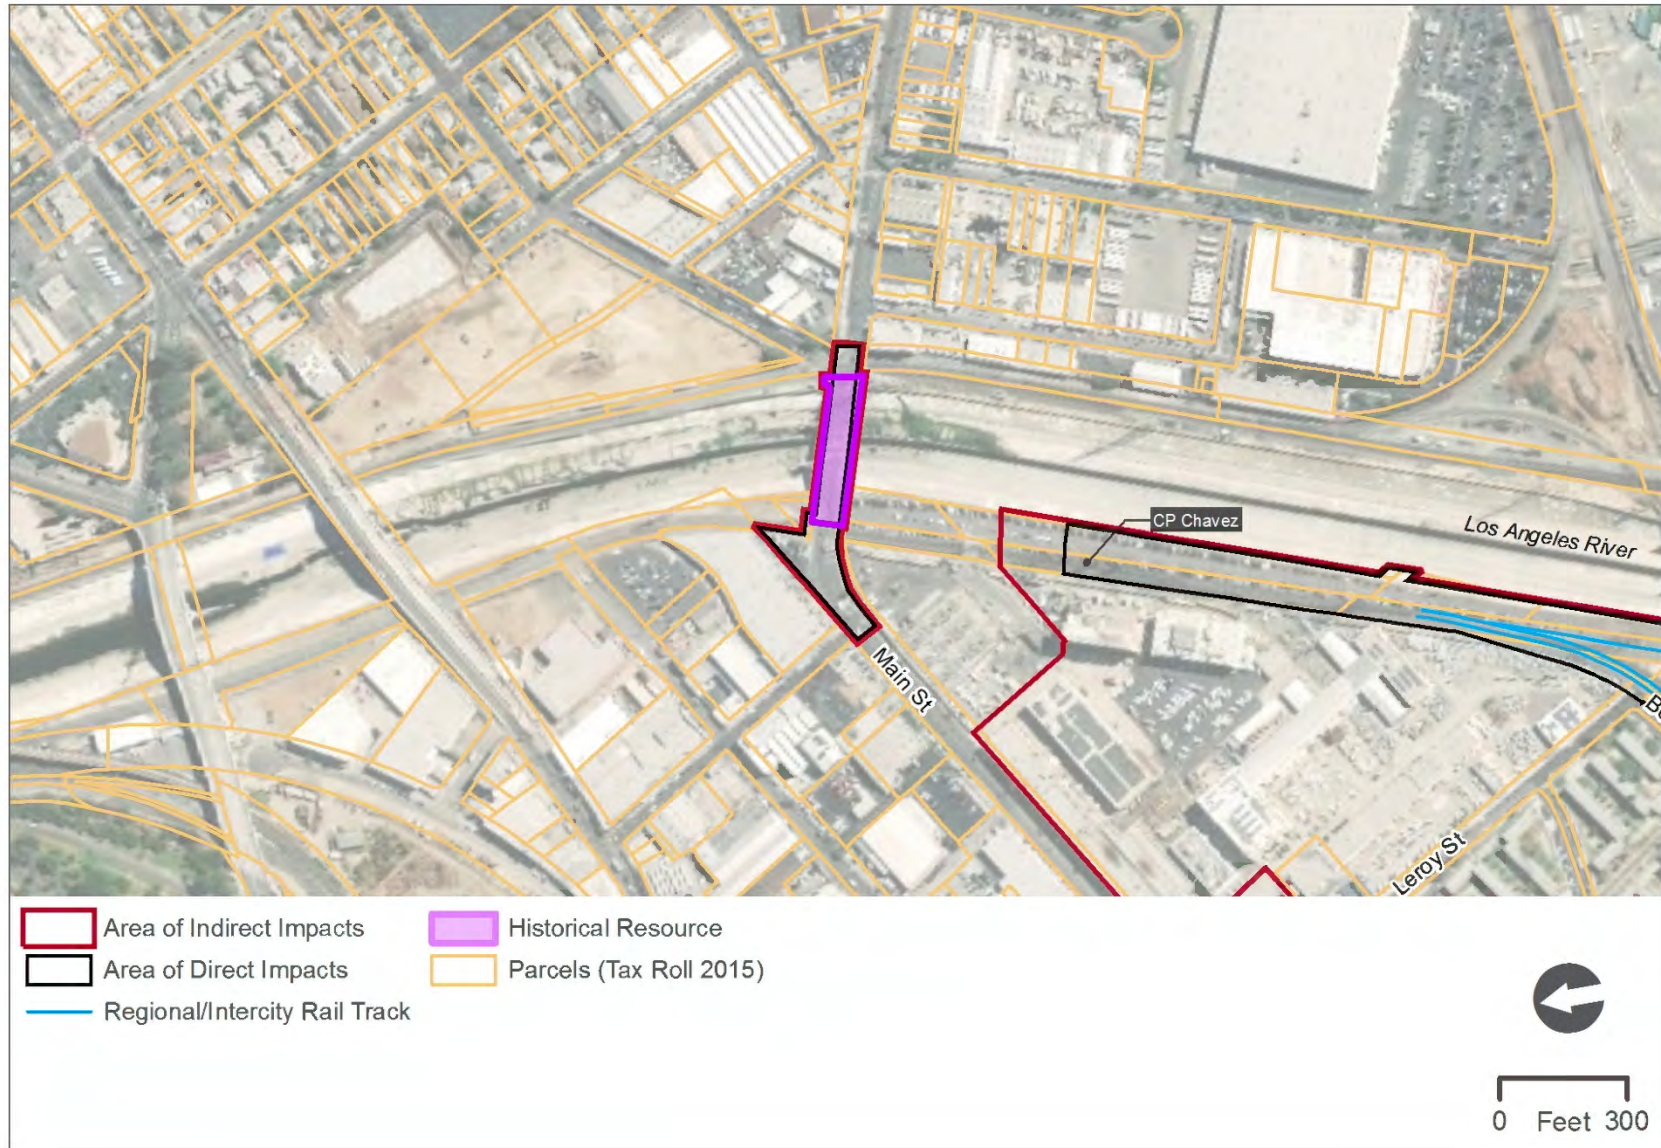 CP Chavez
Los Angeles River
Main St
Leroy St
Area of Indirect Impacts
Historical Resource
Area of Direct Impacts
Parcels (Tax Roll 2015)
Regional/Intercity Rail Track
0 Feet 300